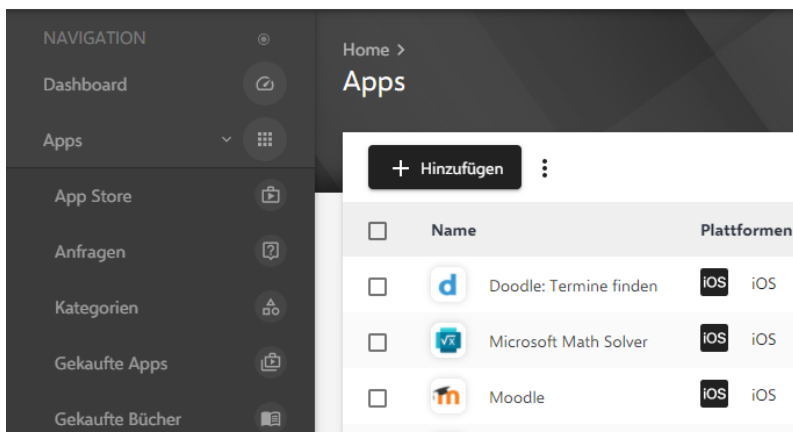 NAVIGATION
Dashboard
Apps
App Store
Anfragen
Kategorien
Gekaufte Apps
Gekaufte Bücher
Home >
Apps
+ Hinzufügen
Name Plattformen
d Doodle: Termine finden iOS iOS
√x Microsoft Math Solver iOS iOS
m Moodle iOS iOS